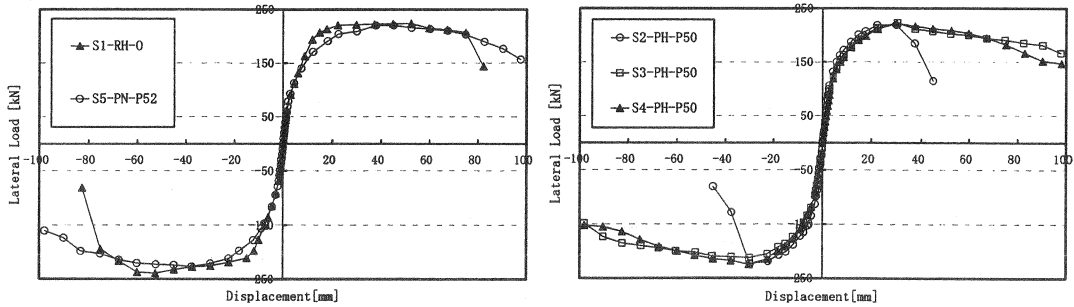 250
S1-RH-0
S5-PN-P52
150
50
-100 -80 -60 -40 -20 0 20 40 60 80 100
-50
-150
-250
Lateral Load [kN]
Displacement[mm]
250
S2-PH-P50
S3-PH-P50
S4-PH-P50
150
50
-100 -80 -60 -40 -20 0 20 40 60 80 100
-50
-150
-250
Lateral Load [kN]
Displacement[mm]